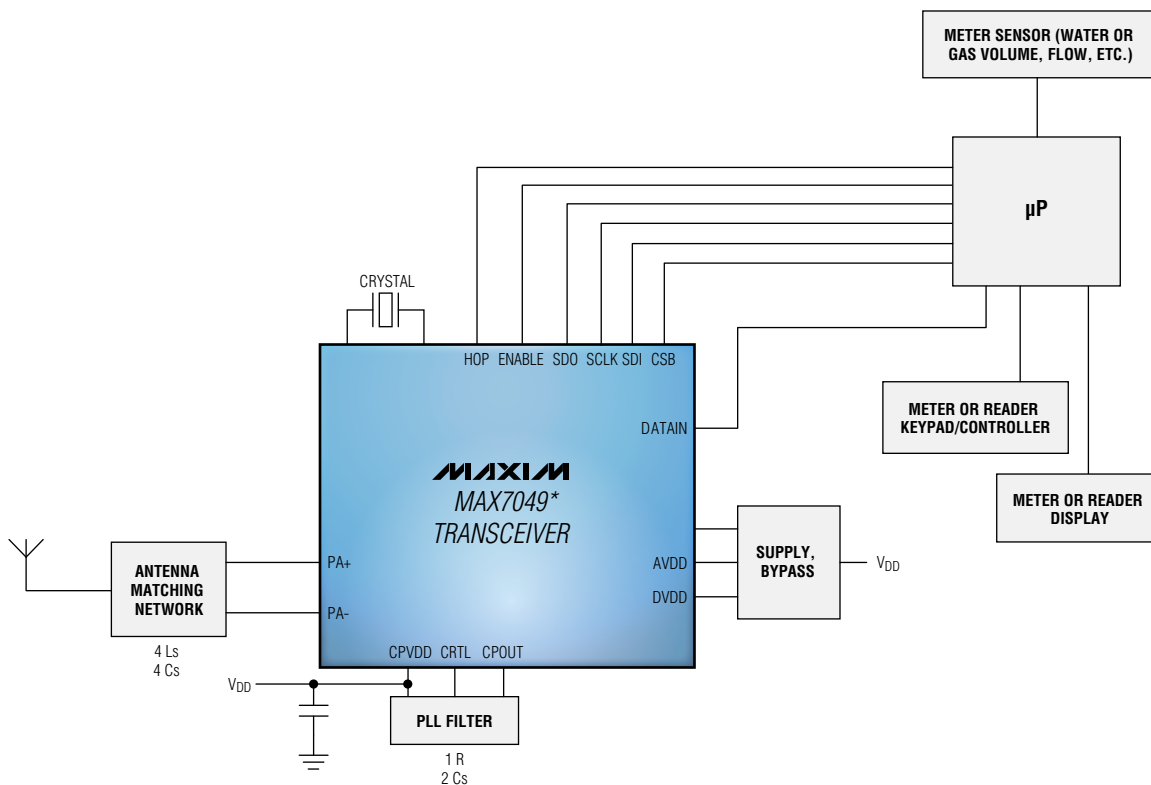 METER SENSOR (WATER OR
GAS VOLUME, FLOW, ETC.)
µP
CRYSTAL
HOP ENABLE SDO SCLK SDI CSB
DATAIN
METER OR READER
KEYPAD/CONTROLLER
MAXIM
MAX7049*
TRANSCEIVER
METER OR READER
DISPLAY
SUPPLY,
BYPASS
VDD
AVDD
DVDD
ANTENNA
MATCHING
NETWORK
PA+
PA-
4 Ls
4 Cs
CPVDD CRTL CPOUT
VDD
PLL FILTER
1 R
2 Cs